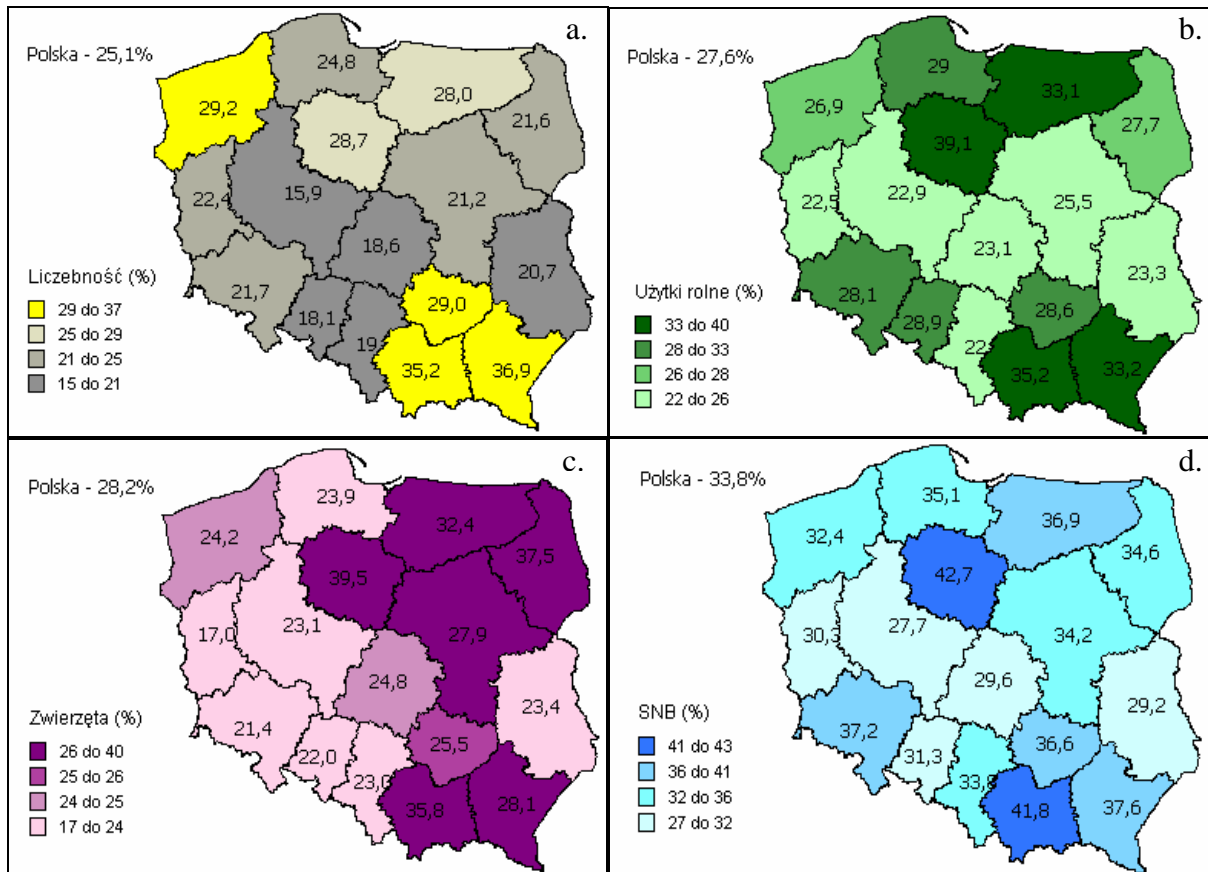 a.
Polska - 25,1%
24,8
28,0
29,2
21,6
28,7
15,9
22,4
21,2
18,6
20,7
21,7
29,0
18,1
19
35,2
36,9
Liczebność (%)
29 do 37
25 do 29
21 do 25
15 do 21
b.
Polska - 27,6%
29
33,1
26,9
27,7
39,1
22,9
22,5
25,5
23,1
23,3
28,1
28,6
28,9
22
35,2
33,2
Użytki rolne (%)
33 do 40
28 do 33
26 do 28
22 do 26
c.
Polska - 28,2%
23,9
32,4
24,2
37,5
39,5
23,1
17,0
27,9
24,8
23,4
21,4
25,5
22,0
23,0
35,8
28,1
Zwierzęta (%)
26 do 40
25 do 26
24 do 25
17 do 24
d.
Polska - 33,8%
35,1
36,9
32,4
34,6
42,7
27,7
30,3
34,2
29,6
29,2
37,2
36,6
31,3
33,8
41,8
37,6
SNB (%)
41 do 43
36 do 41
32 do 36
27 do 32